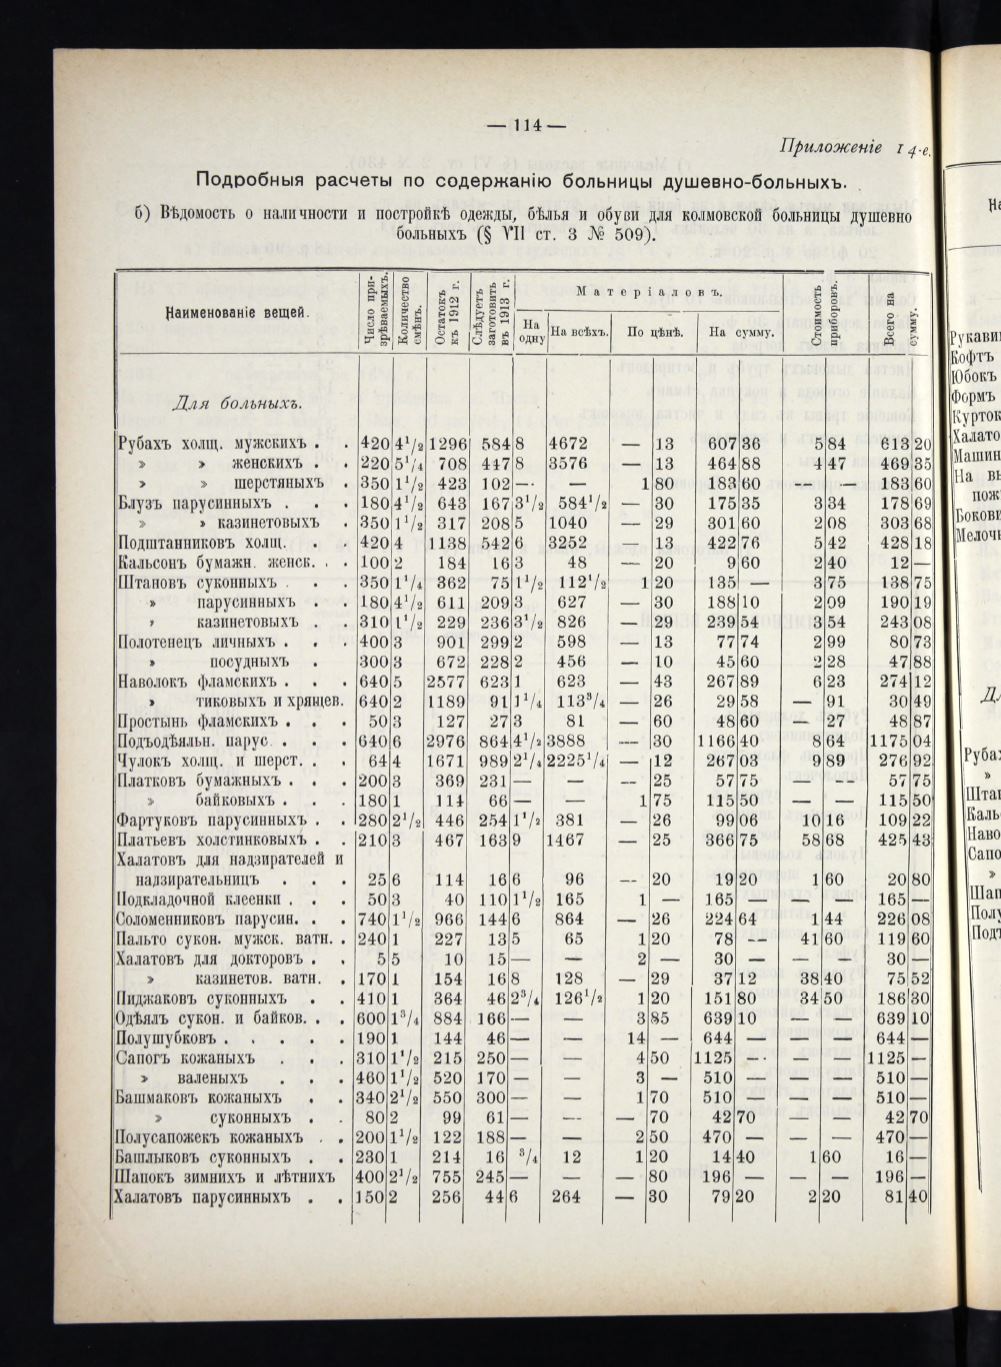 — 114 —
Приложеніе 14-е.
Подробныя расчеты по содержанію больницы душевно-больныхъ.
б) Вѣдомость о наличности и постройкѣ одежды, бѣлья и обуви для колмовской больницы душевно
больныхъ (§ VII ст. 3 № 509).
Наименованіе вещей. Число призрѣваемыхъ. Количество смѣнъ. Остатокъ къ 1912 г. Слѣдуетъ заготовить въ 1913 г. Матеріаловъ. На одну На всѣхъ. По цѣнѣ. На сумму. Стоимость приборовъ. Всего на сумму.
Для больныхъ.
Рубахъ холщ. мужскихъ . . 420 4¹/₂ 1296 584 8 4672 — 13 607 36 5 84 613 20
» » женскихъ . . 220 5¹/₄ 708 447 8 3576 — 13 464 88 4 47 469 35
» » шерстяныхъ . 350 1¹/₂ 423 102 — — 1 80 183 60 — — 183 60
Блузъ парусинныхъ . . . 180 4¹/₂ 643 167 3¹/₂ 584¹/₂ — 30 175 35 3 34 178 69
» » казинетовыхъ . 350 1¹/₂ 317 208 5 1040 — 29 301 60 2 08 303 68
Подштанниковъ холщ. . . 420 4 1138 542 6 3252 — 13 422 76 5 42 428 18
Кальсонъ бумажн. женск. . . 100 2 184 16 3 48 — 20 9 60 2 40 12 —
Штановъ суконныхъ . . . 350 1¹/₄ 362 75 1¹/₂ 112¹/₂ 1 20 135 — 3 75 138 75
» парусинныхъ . . 180 4¹/₂ 611 209 3 627 — 30 188 10 2 09 190 19
» казинетовыхъ . . 310 1¹/₂ 229 236 3¹/₂ 826 — 29 239 54 3 54 243 08
Полотенецъ личныхъ . . . 400 3 901 299 2 598 — 13 77 74 2 99 80 73
» посудныхъ . 300 3 672 228 2 456 — 10 45 60 2 28 47 88
Наволокъ фламскихъ . . . 640 5 2577 623 1 623 — 43 267 89 6 23 274 12
» тиковыхъ и хрящев. 640 2 1189 91 1¹/₄ 113³/₄ — 26 29 58 — 91 30 49
Простынь фламскихъ . . . 50 3 127 27 3 81 — 60 48 60 — 27 48 87
Подъодѣяльн. парус. . . . 640 6 2976 864 4¹/₂ 3888 — 30 1166 40 8 64 1175 04
Чулокъ холщ. и шерст. . . 64 4 1671 989 2¹/₄ 2225¹/₄ — 12 267 03 9 89 276 92
Платковъ бумажныхъ . . . 200 3 369 231 — — — 25 57 75 — — 57 75
» байковыхъ . . . 180 1 114 66 — — 1 75 115 50 — — 115 50
Фартуковъ парусинныхъ . . 280 2¹/₂ 446 254 1¹/₂ 381 — 26 99 06 10 16 109 22
Платьевъ холстинковыхъ . . 210 3 467 163 9 1467 — 25 366 75 58 68 425 43
Халатовъ для надзирателей и
надзирательницъ . . . 25 6 114 16 6 96 — 20 19 20 1 60 20 80
Подкладочной клеенки . . . 50 3 40 110 1¹/₂ 165 1 — 165 — — — 165 —
Соломенниковъ парусин. . . 740 1¹/₂ 966 144 6 864 — 26 224 64 1 44 226 08
Пальто сукон. мужск. ватн. . 240 1 227 13 5 65 1 20 78 — 41 60 119 60
Халатовъ для докторовъ . . 5 5 10 15 — — 2 — 30 — — — 30 —
» казинетов. ватн. . 170 1 154 16 8 128 — 29 37 12 38 40 75 52
Пиджаковъ суконныхъ . . 410 1 364 46 2³/₄ 126¹/₂ 1 20 151 80 34 50 186 30
Одѣялъ сукон. и байков. . . 600 1³/₄ 884 166 — — 3 85 639 10 — — 639 10
Полушубковъ . . . . . 190 1 144 46 — — 14 — 644 — — — 644 —
Сапогъ кожаныхъ . . . 310 1¹/₂ 215 250 — — 4 50 1125 — — — 1125 —
» валеныхъ . . . 460 1¹/₂ 520 170 — — 3 — 510 — — — 510 —
Башмаковъ кожаныхъ . . 340 2¹/₂ 550 300 — — 1 70 510 — — — 510 —
» суконныхъ . . 80 2 99 61 — — — 70 42 70 — — 42 70
Полусапожекъ кожаныхъ . . 200 1¹/₂ 122 188 — — 2 50 470 — — — 470 —
Башлыковъ суконныхъ . . 230 1 214 16 ³/₄ 12 1 20 14 40 1 60 16 —
Шапокъ зимнихъ и лѣтнихъ 400 2¹/₂ 755 245 — — — 80 196 — — — 196 —
Халатовъ парусинныхъ . . 150 2 256 44 6 264 — 30 79 20 2 20 81 40
Кофтъ
Юбокъ
Формъ
На